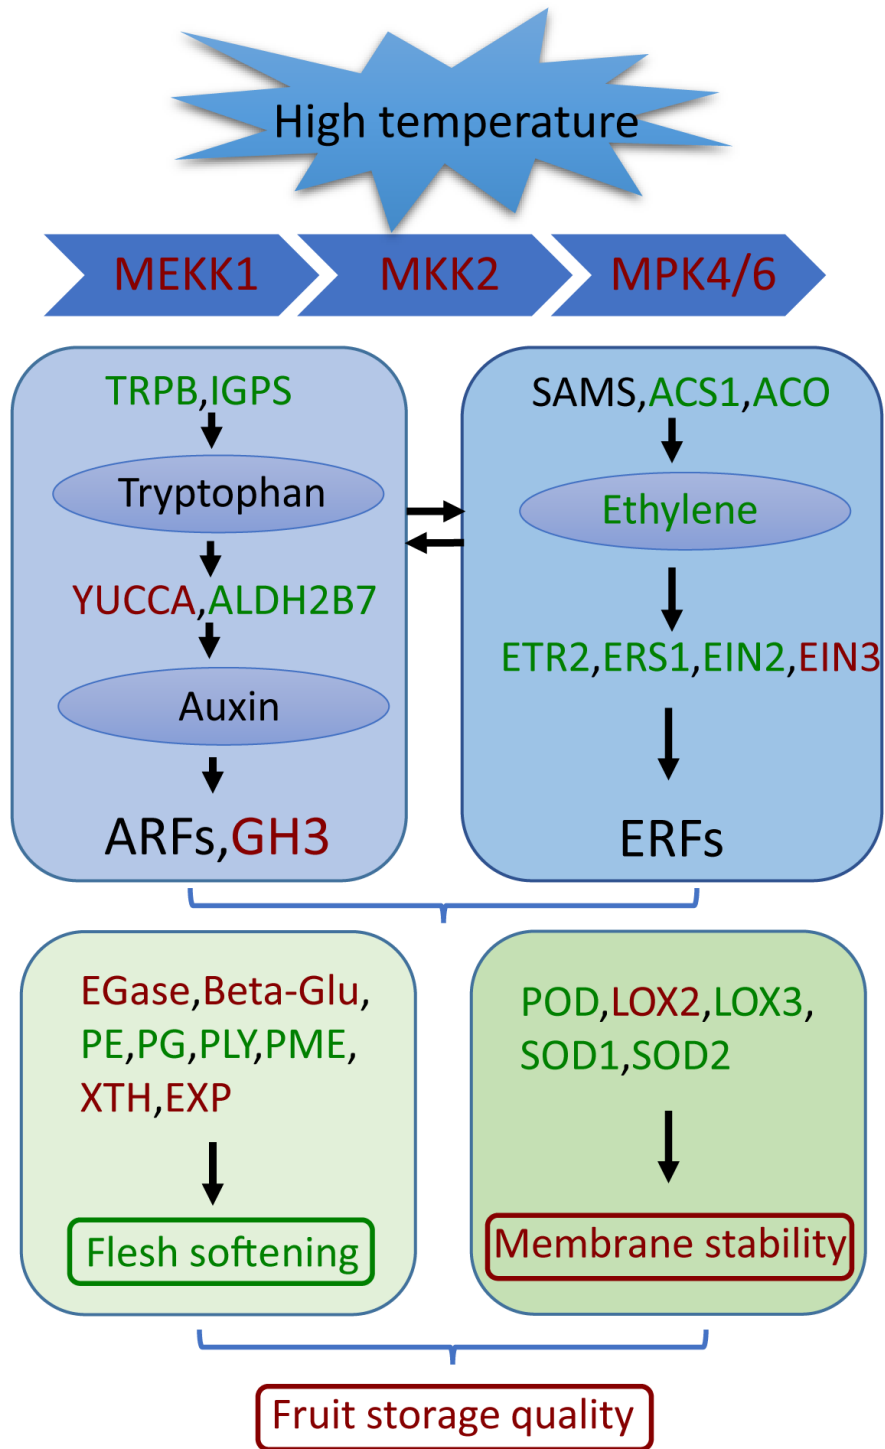 High temperature
MEKK1
MKK2
MPK4/6
TRPB,IGPS
Tryptophan
YUCCA,ALDH2B7
Auxin
ARFs,GH3
SAMS,ACS1,ACO
Ethylene
ETR2,ERS1,EIN2,EIN3
ERFs
EGase,Beta-Glu,
PE,PG,PLY,PME,
XTH,EXP
Flesh softening
POD,LOX2,LOX3,
SOD1,SOD2
Membrane stability
Fruit storage quality